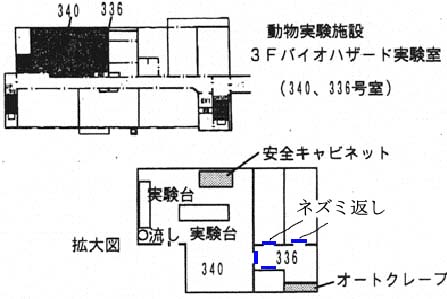 340 336
動物実験施設
3Fバイオハザード実験室
(340、336号室)
安全キャビネット
実験台
ネズミ返し
流し
実験台
拡大図
340
336
オートクレーブ